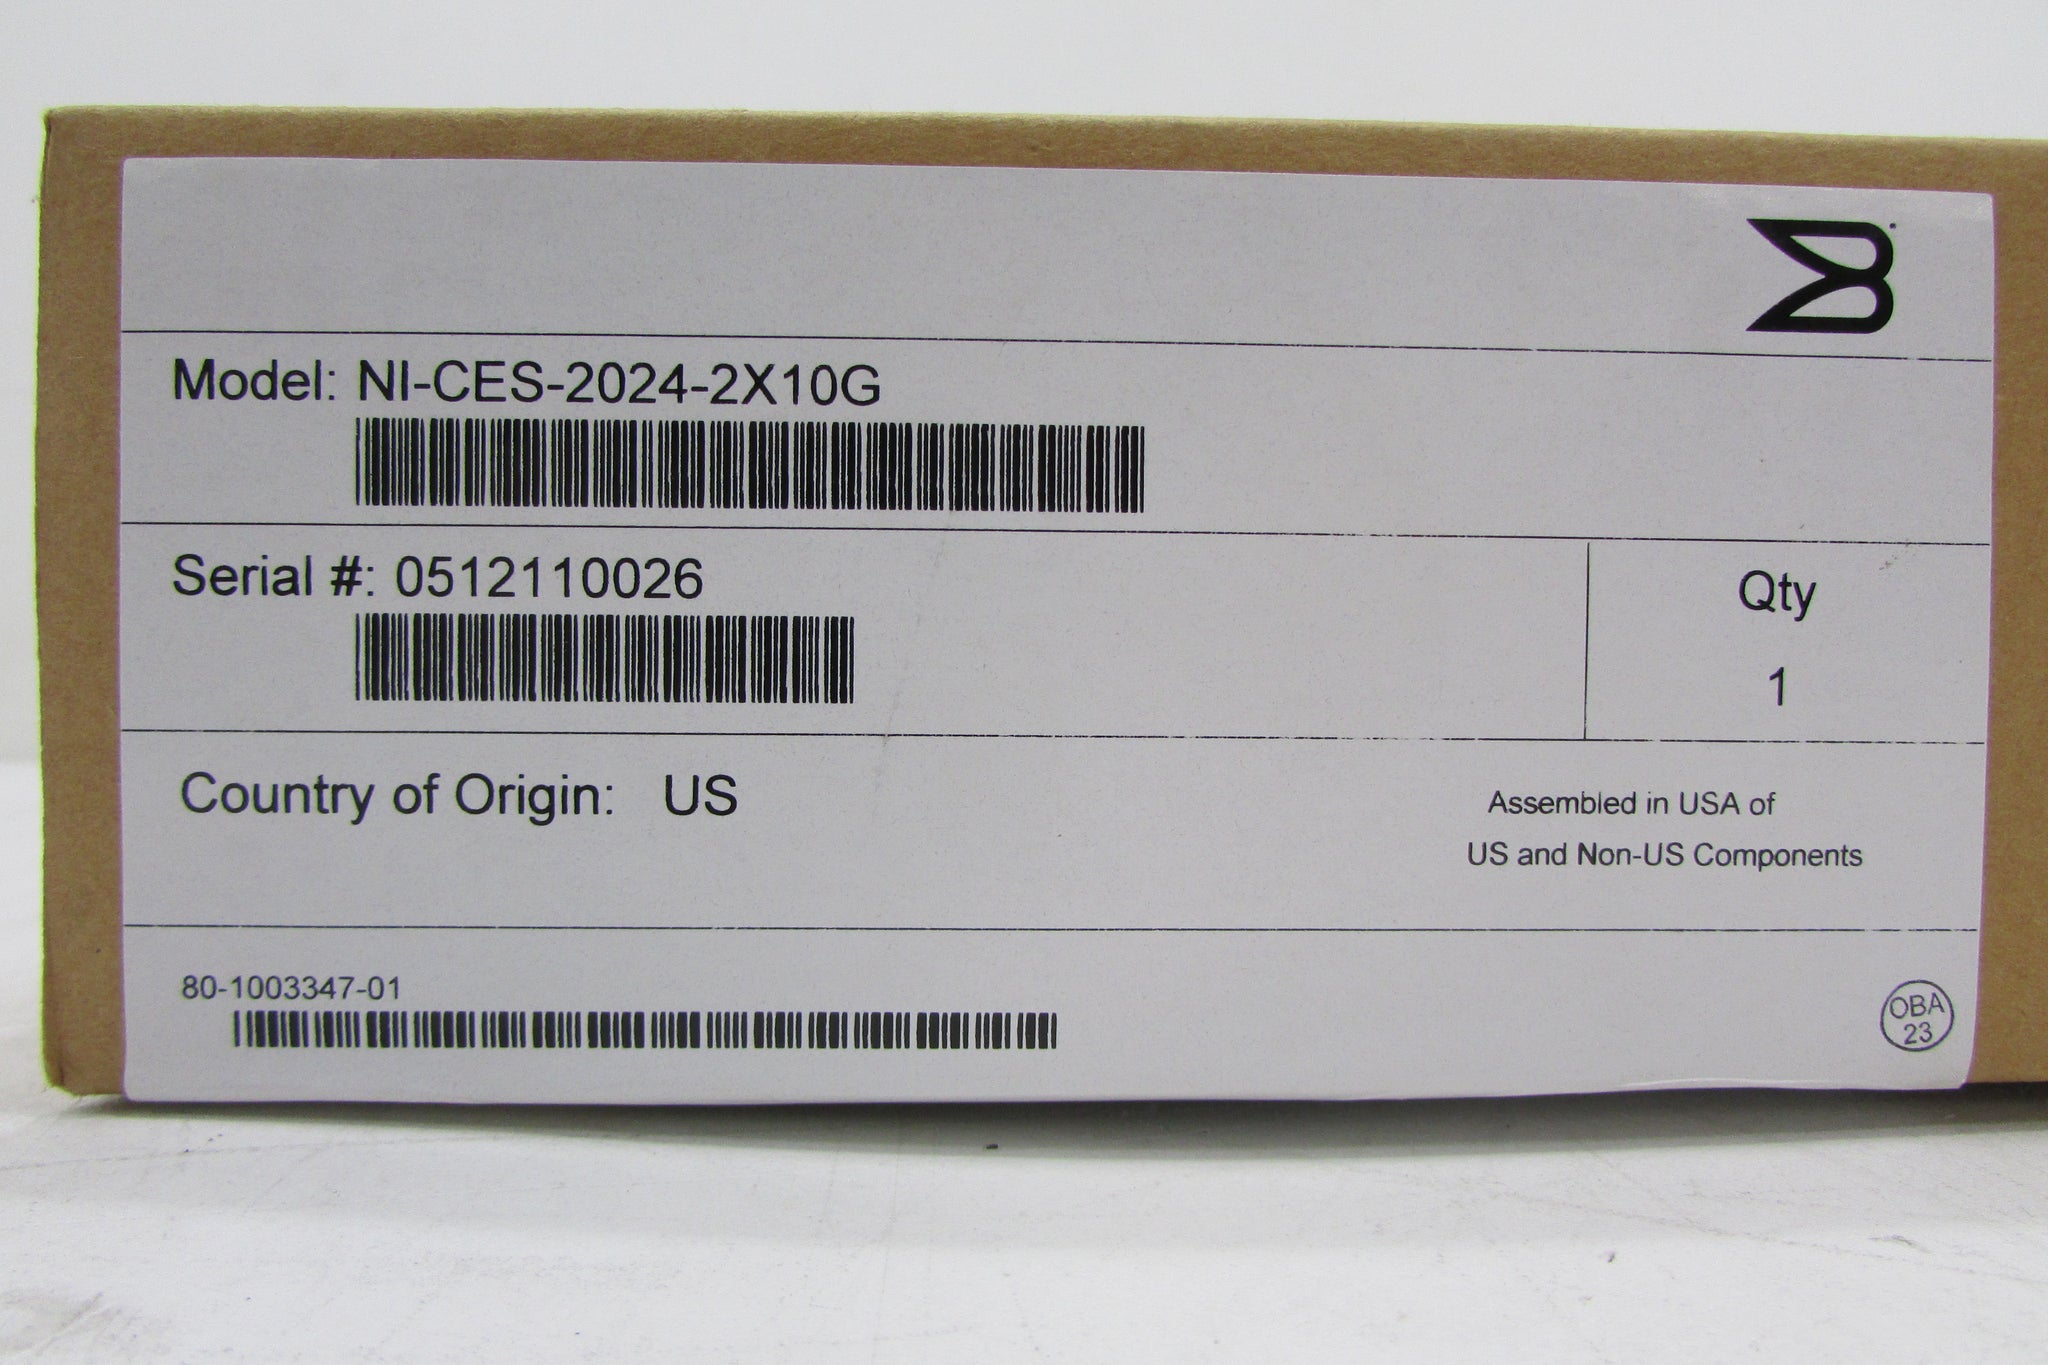 Model: NI-CES-2024-2X10G
Serial #: 0512110026
Qty
1
Country of Origin: US
Assembled in USA of
US and Non-US Components
80-1003347-01
OBA
23